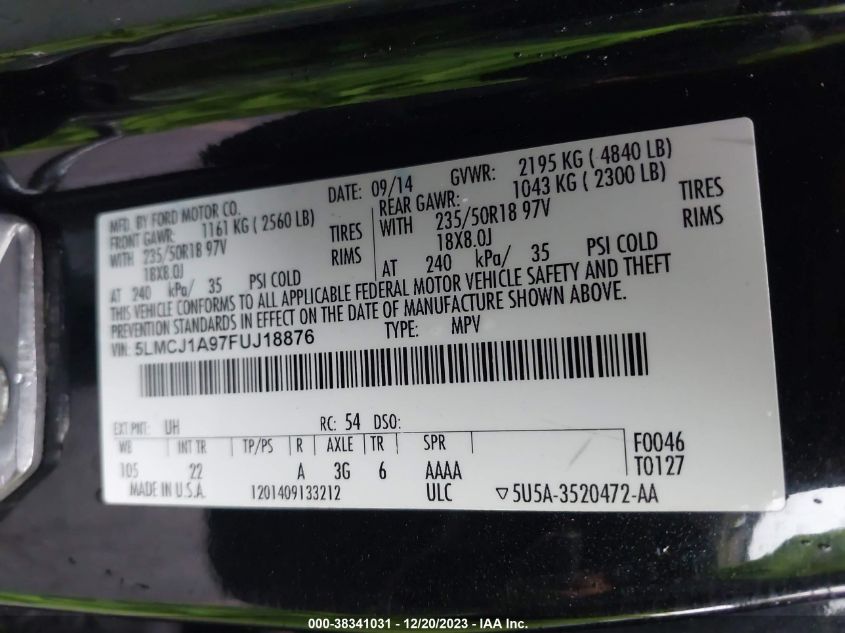 MFD. BY FORD MOTOR CO.
DATE: 09/14 GVWR: 2195 KG ( 4840 LB)
FRONT GAWR: 1161 KG ( 2560 LB) REAR GAWR: 1043 KG ( 2300 LB)
WITH 235/50R18 97V TIRES WITH 235/50R18 97V TIRES
18X8.0J RIMS 18X8.0J RIMS
AT 240 kPa/ 35 PSI COLD AT 240 kPa/ 35 PSI COLD
THIS VEHICLE CONFORMS TO ALL APPLICABLE FEDERAL MOTOR VEHICLE SAFETY AND THEFT
PREVENTION STANDARDS IN EFFECT ON THE DATE OF MANUFACTURE SHOWN ABOVE.
VIN: 5LMCJ1A97FUJ18876 TYPE: MPV
EXT PNT: UH RC: 54 DSO:
WB INT TR TP/PS R AXLE TR SPR F0046
105 22 A 3G 6 AAAA T0127
MADE IN U.S.A. 1201409133212 ULC ▽5U5A-3520472-AA
000-38341031 - 12/20/2023 - IAA Inc.